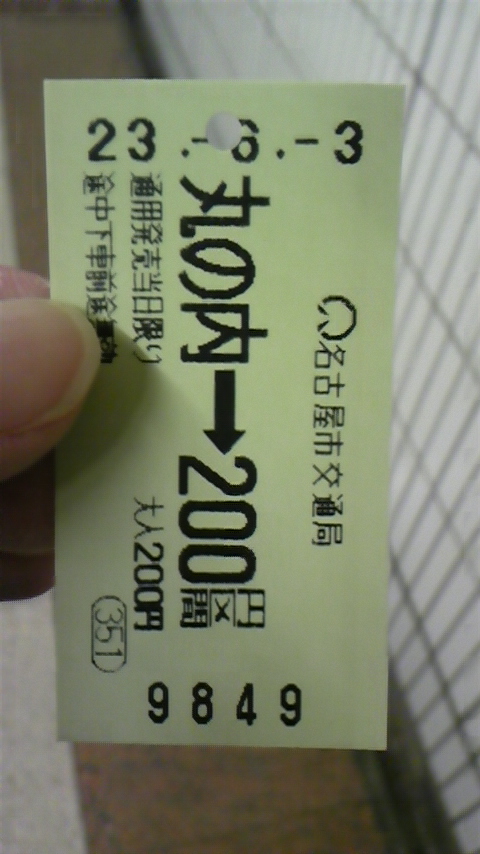 名古屋市交通局
丸の内➡200円区間
通用発売当日限り 大人200円
途中下車前途無効 351
23.-6.-3
9849